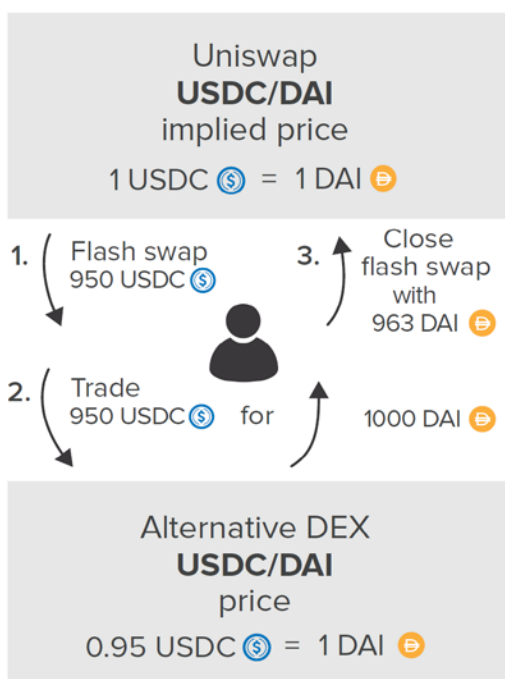 Uniswap
USDC/DAI
implied price
1 USDC = 1 DAI
1. Flash swap
950 USDC
3. Close
flash swap
with
963 DAI
2. Trade
950 USDC for
1000 DAI
Alternative DEX
USDC/DAI
price
0.95 USDC = 1 DAI